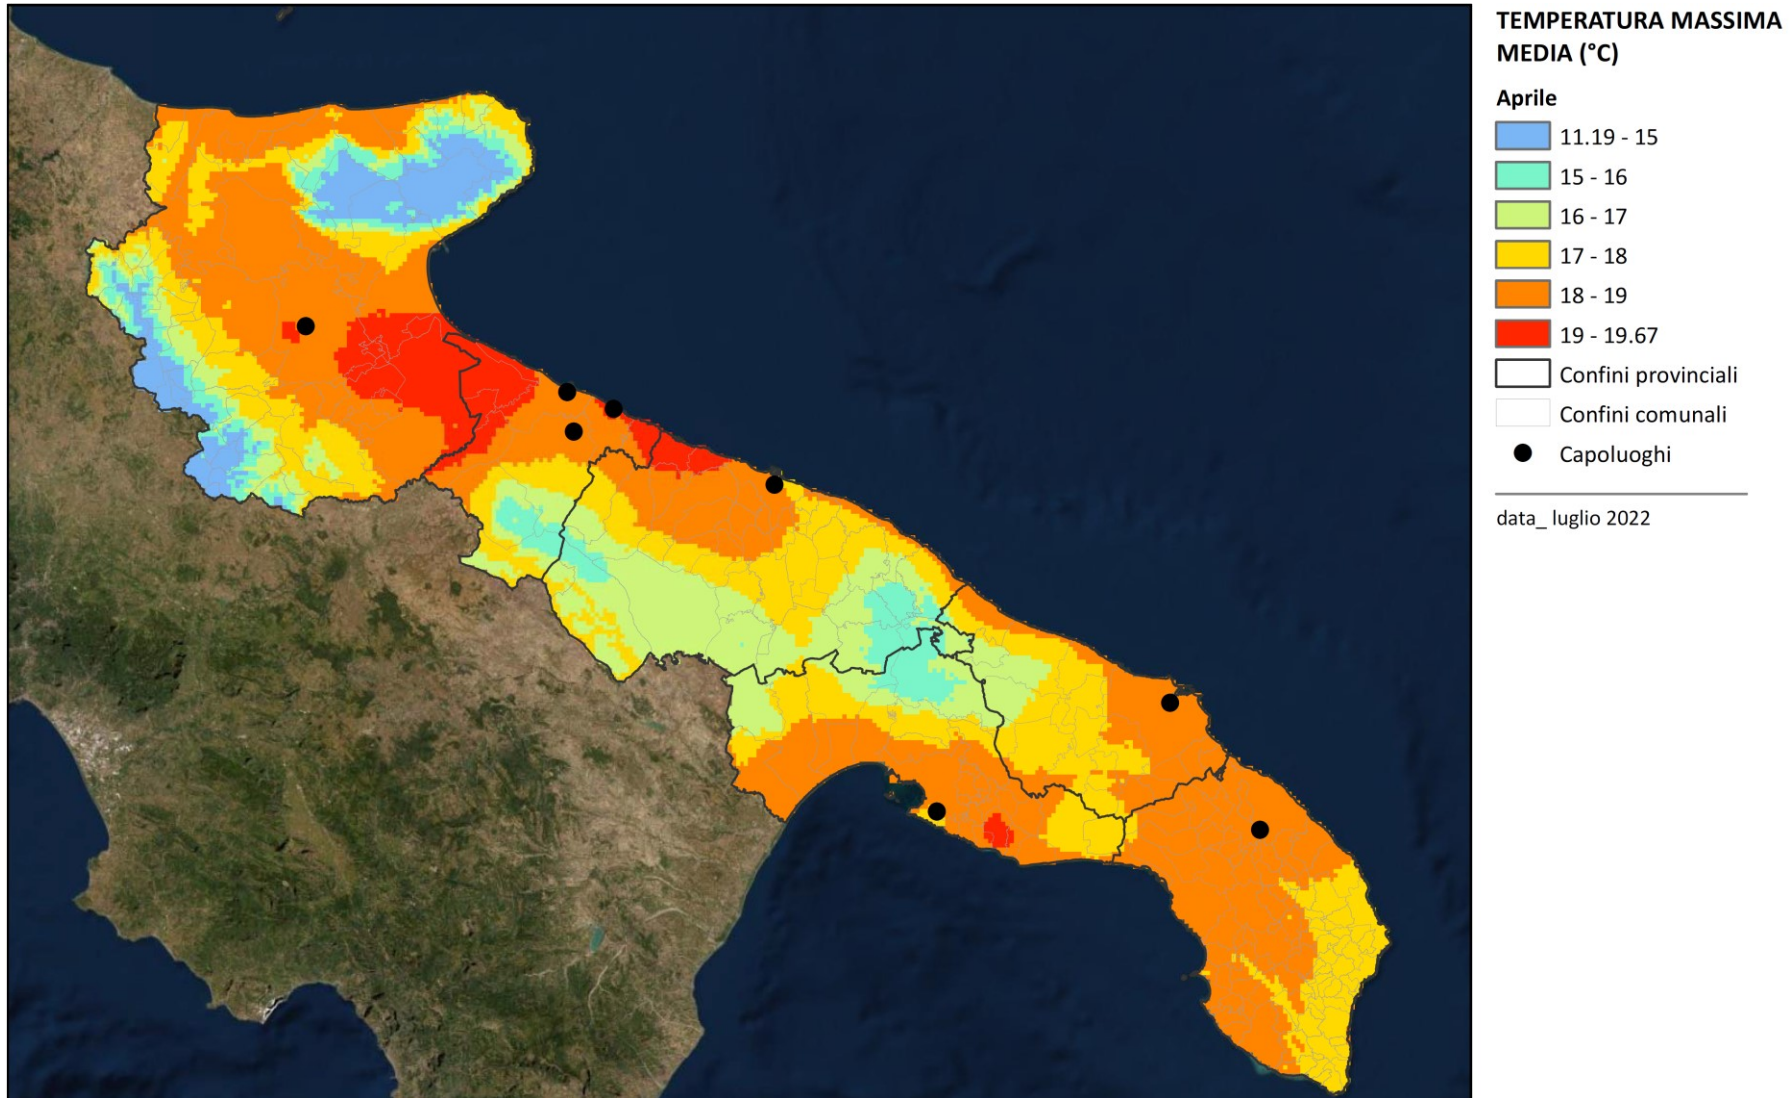 TEMPERATURA MASSIMA
MEDIA (°C)
Aprile
11.19 - 15
15 - 16
16 - 17
17 - 18
18 - 19
19 - 19.67
Confini provinciali
Confini comunali
Capoluoghi
data_ luglio 2022